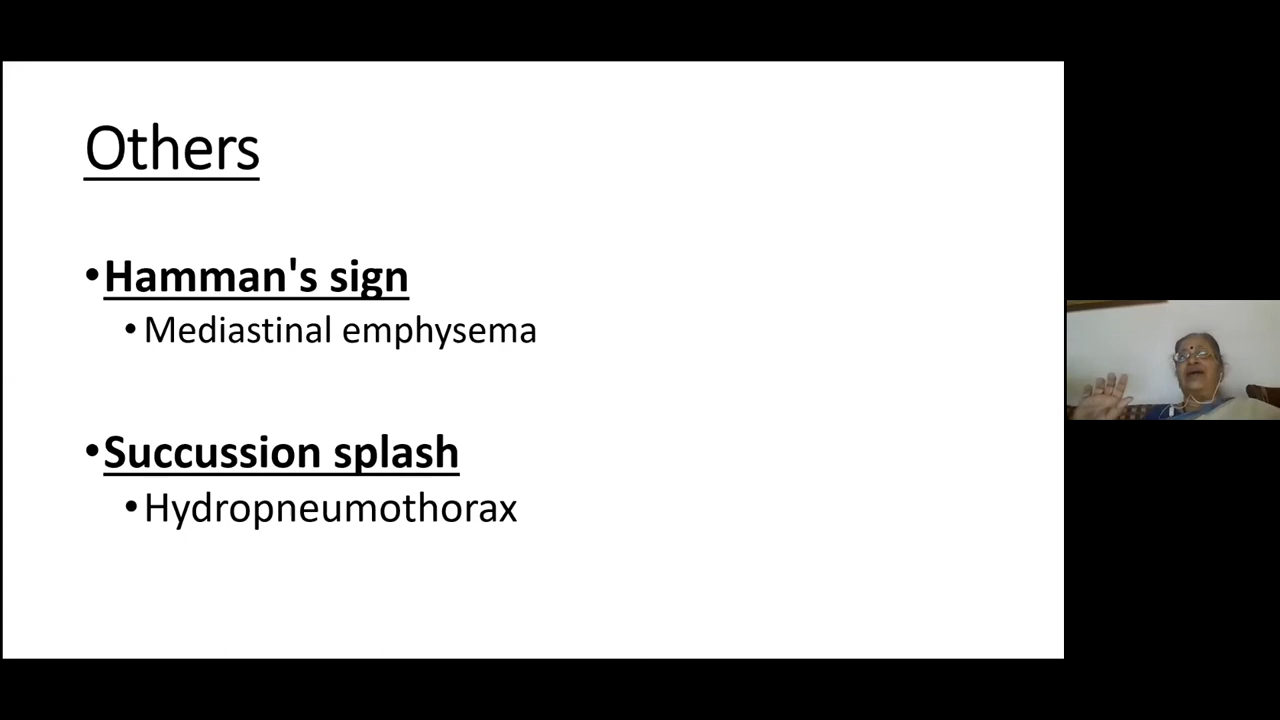 Others
•Hamman's sign
•Mediastinal emphysema
•Succussion splash
•Hydropneumothorax